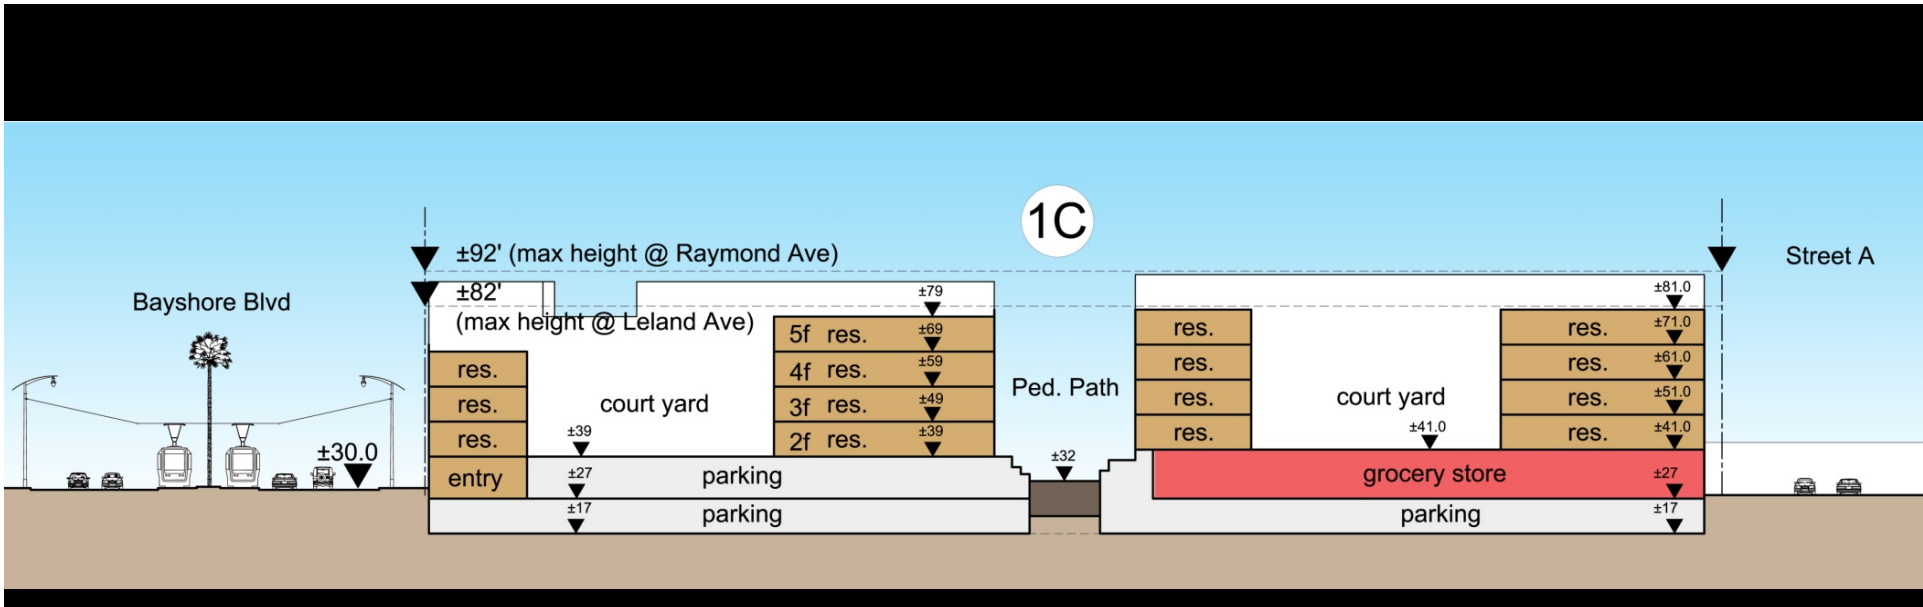 1C
±92' (max height @ Raymond Ave)
Street A
±82'
±79
±81.0
Bayshore Blvd
(max height @ Leland Ave)
5f res. ±69
res.
res. ±71.0
res.
4f res. ±59
res.
res. ±61.0
Ped. Path
res.
court yard
3f res. ±49
res.
court yard
res. ±51.0
res.
±39
2f res. ±39
res.
±41.0
res. ±41.0
±30.0
±32
entry
±27
parking
grocery store
±27
±17
parking
parking
±17